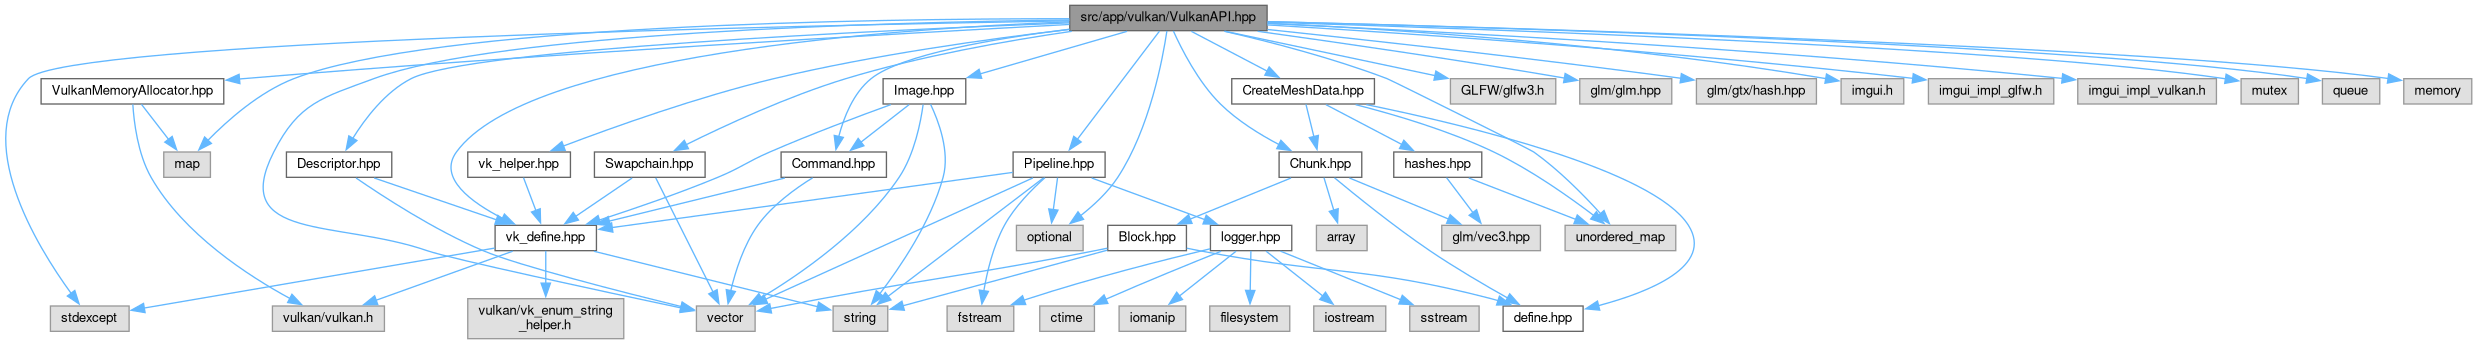 src/app/vulkan/VulkanAPI.hpp
VulkanMemoryAllocator.hpp
Image.hpp
CreateMeshData.hpp
GLFW/glfw3.h
glm/glm.hpp
glm/gtx/hash.hpp
imgui.h
imgui_impl_glfw.h
imgui_impl_vulkan.h
mutex
queue
memory
map
Descriptor.hpp
vk_helper.hpp
Swapchain.hpp
Command.hpp
Pipeline.hpp
Chunk.hpp
hashes.hpp
vk_define.hpp
optional
Block.hpp
logger.hpp
array
glm/vec3.hpp
unordered_map
stdexcept
vulkan/vulkan.h
vulkan/vk_enum_string
_helper.h
vector
string
fstream
ctime
iomanip
filesystem
iostream
sstream
define.hpp